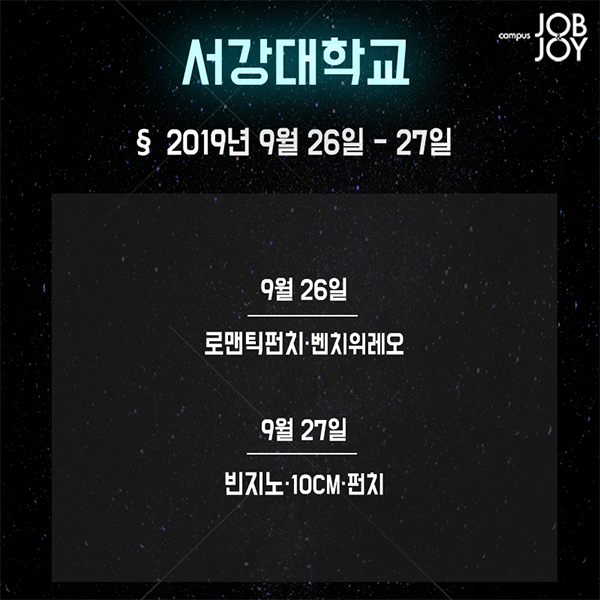 campus JOB & JOY
서강대학교
§ 2019년 9월 26일 - 27일
9월 26일
로맨틱펀치·벤치위레오
9월 27일
빈지노·10CM·펀치